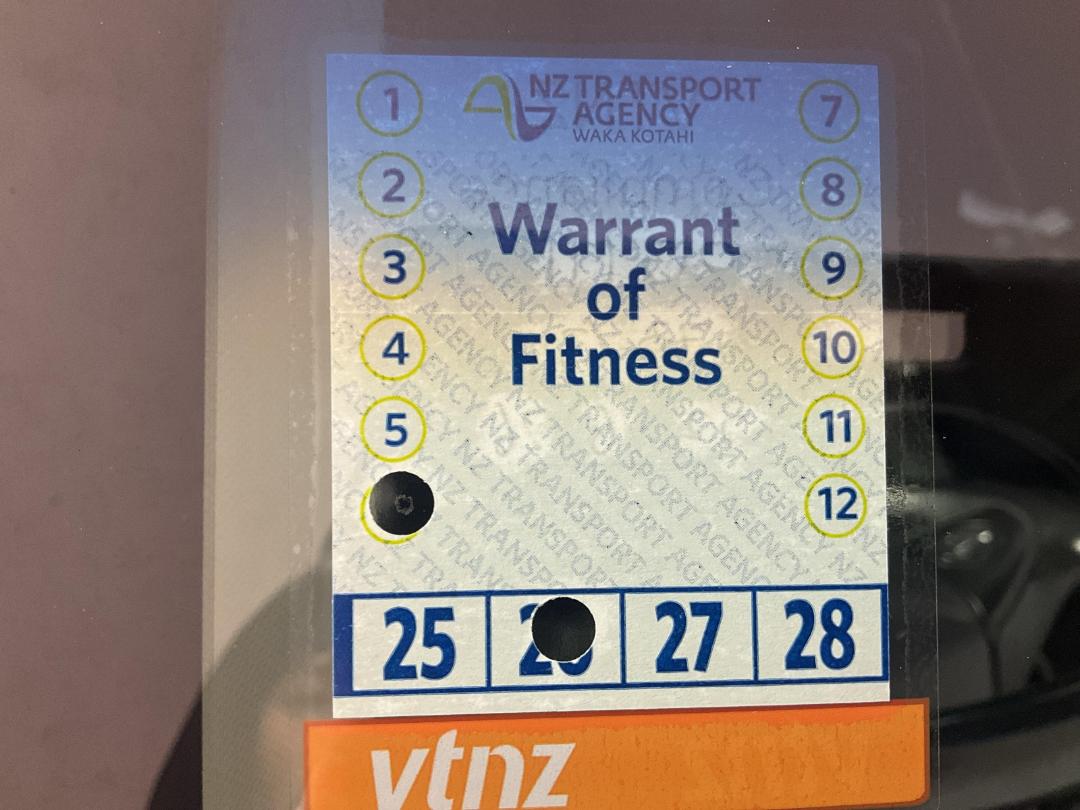 NZ TRANSPORT
AGENCY
WAKA KOTAHI
1
2
3
4
5
7
8
9
10
11
12
Warrant
of
Fitness
25 27 28
vtnz